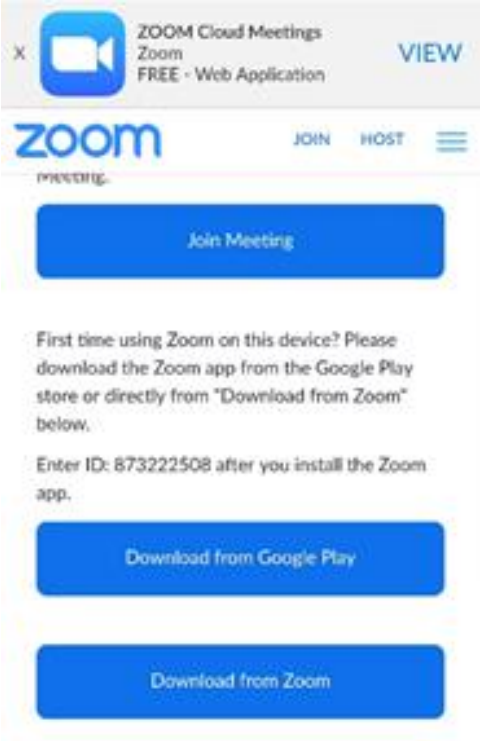 ZOOM Cloud Meetings
X
Zoom
VIEW
FREE - Web Application
zoom
JOIN
HOST
Meeting.
Join Meeting
First time using Zoom on this device? Please
download the Zoom app from the Google Play
store or directly from "Download from Zoom"
below.
Enter ID: 873222508 after you install the Zoom
app.
Download from Google Play
Download from Zoom